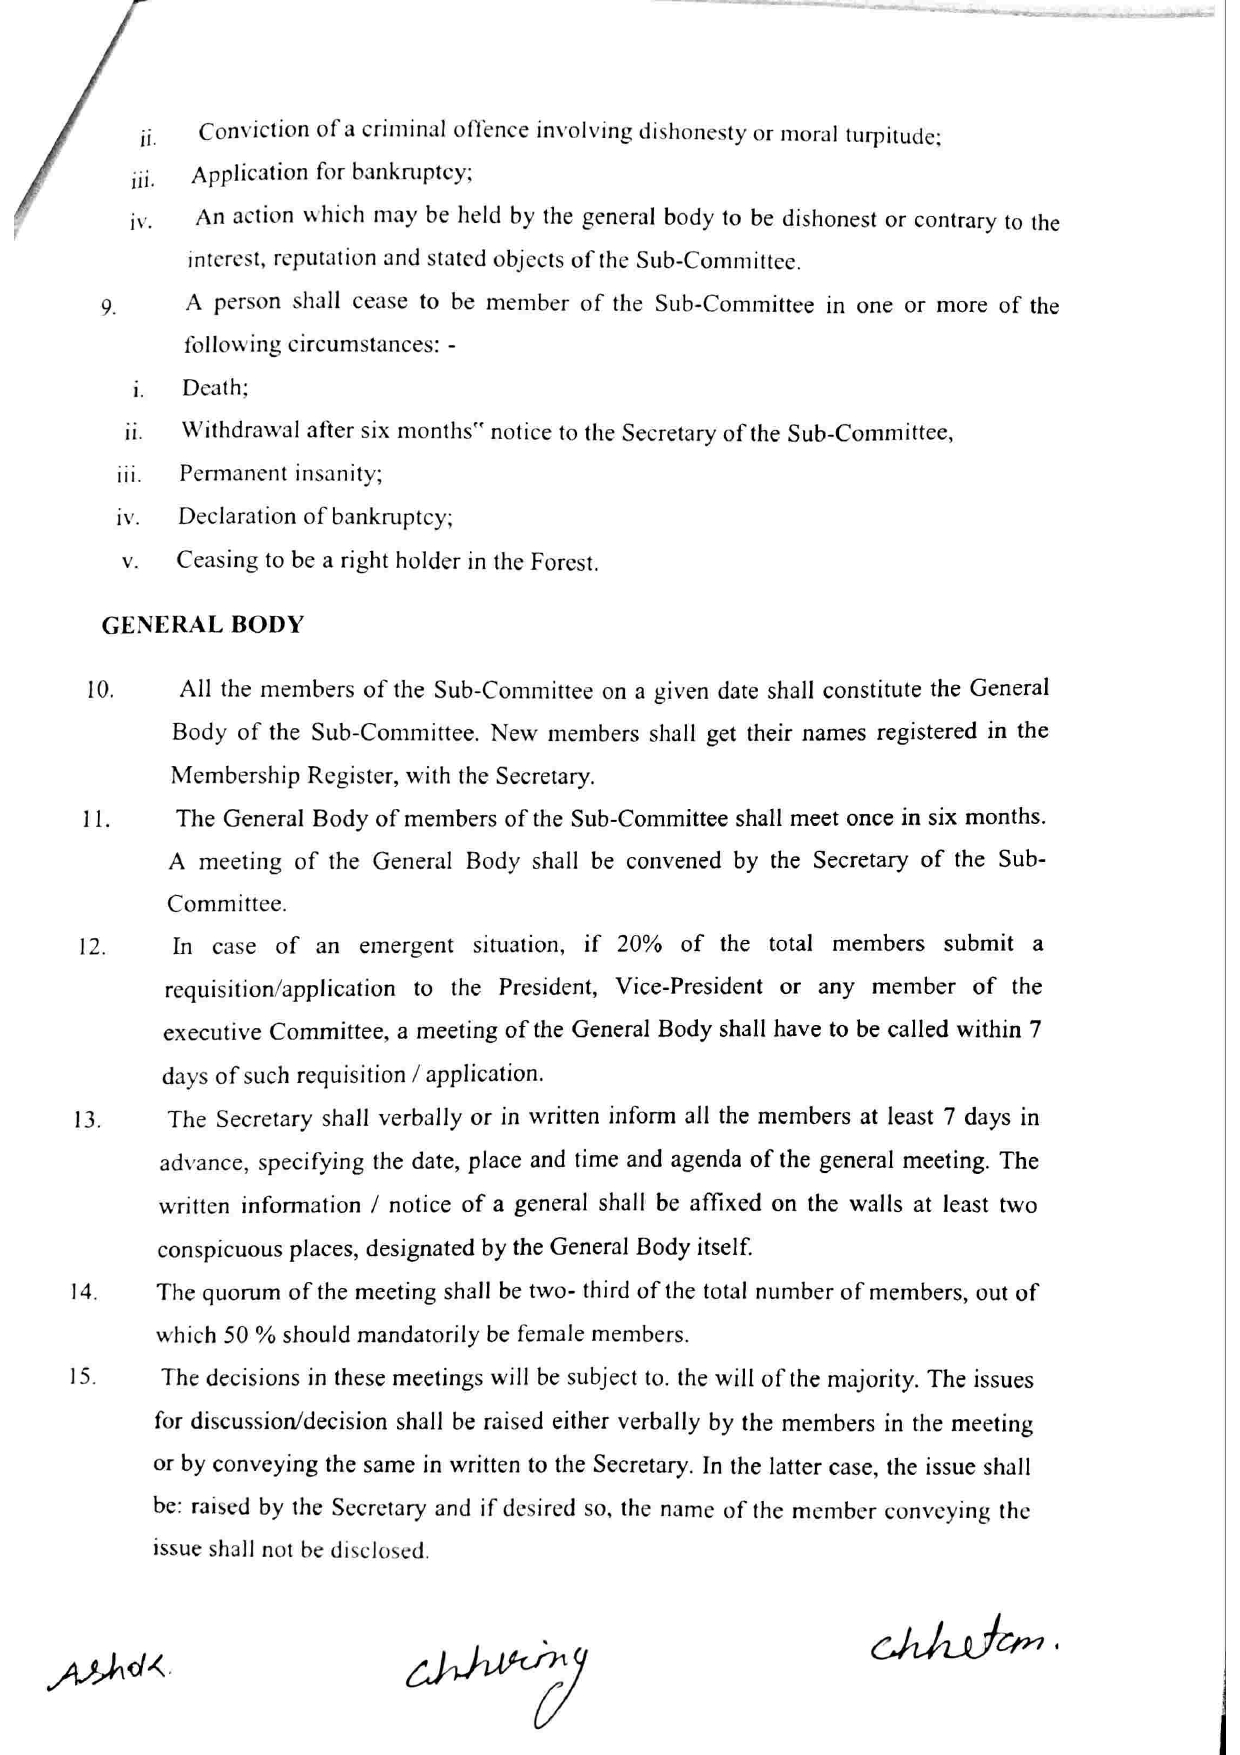 ii. Conviction of a criminal offence involving dishonesty or moral turpitude;
iii. Application for bankruptcy;
iv. An action which may be held by the general body to be dishonest or contrary to the
interest, reputation and stated objects of the Sub-Committee.
9. A person shall cease to be member of the Sub-Committee in one or more of the
following circumstances: -
i. Death;
ii. Withdrawal after six months" notice to the Secretary of the Sub-Committee,
iii. Permanent insanity;
iv. Declaration of bankruptcy;
v. Ceasing to be a right holder in the Forest.
GENERAL BODY
10. All the members of the Sub-Committee on a given date shall constitute the General
Body of the Sub-Committee. New members shall get their names registered in the
Membership Register, with the Secretary.
11. The General Body of members of the Sub-Committee shall meet once in six months.
A meeting of the General Body shall be convened by the Secretary of the Sub-
Committee.
12. In case of an emergent situation, if 20% of the total members submit a
requisition/application to the President, Vice-President or any member of the
executive Committee, a meeting of the General Body shall have to be called within 7
days of such requisition / application.
13. The Secretary shall verbally or in written inform all the members at least 7 days in
advance, specifying the date, place and time and agenda of the general meeting. The
written information / notice of a general shall be affixed on the walls at least two
conspicuous places, designated by the General Body itself.
14. The quorum of the meeting shall be two- third of the total number of members, out of
which 50 % should mandatorily be female members.
15. The decisions in these meetings will be subject to. the will of the majority. The issues
for discussion/decision shall be raised either verbally by the members in the meeting
or by conveying the same in written to the Secretary. In the latter case, the issue shall
be: raised by the Secretary and if desired so, the name of the member conveying the
issue shall not be disclosed.
Ashok.